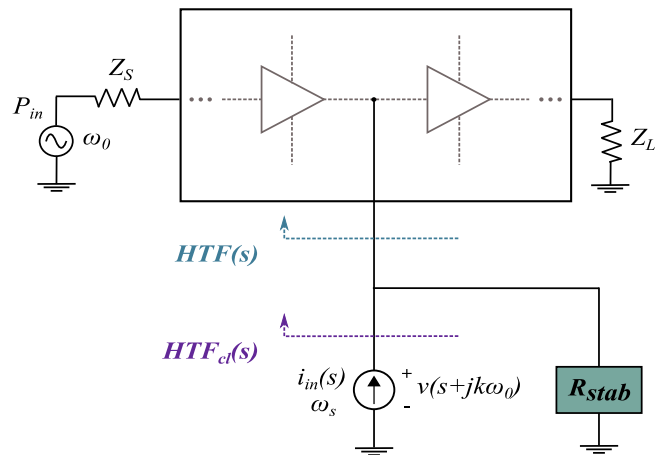 Z_S
P_in
ω_0
Z_L
HTF(s)
HTF_cl(s)
i_in(s)
ω_s
+
v(s+jkω_0)
-
R_stab